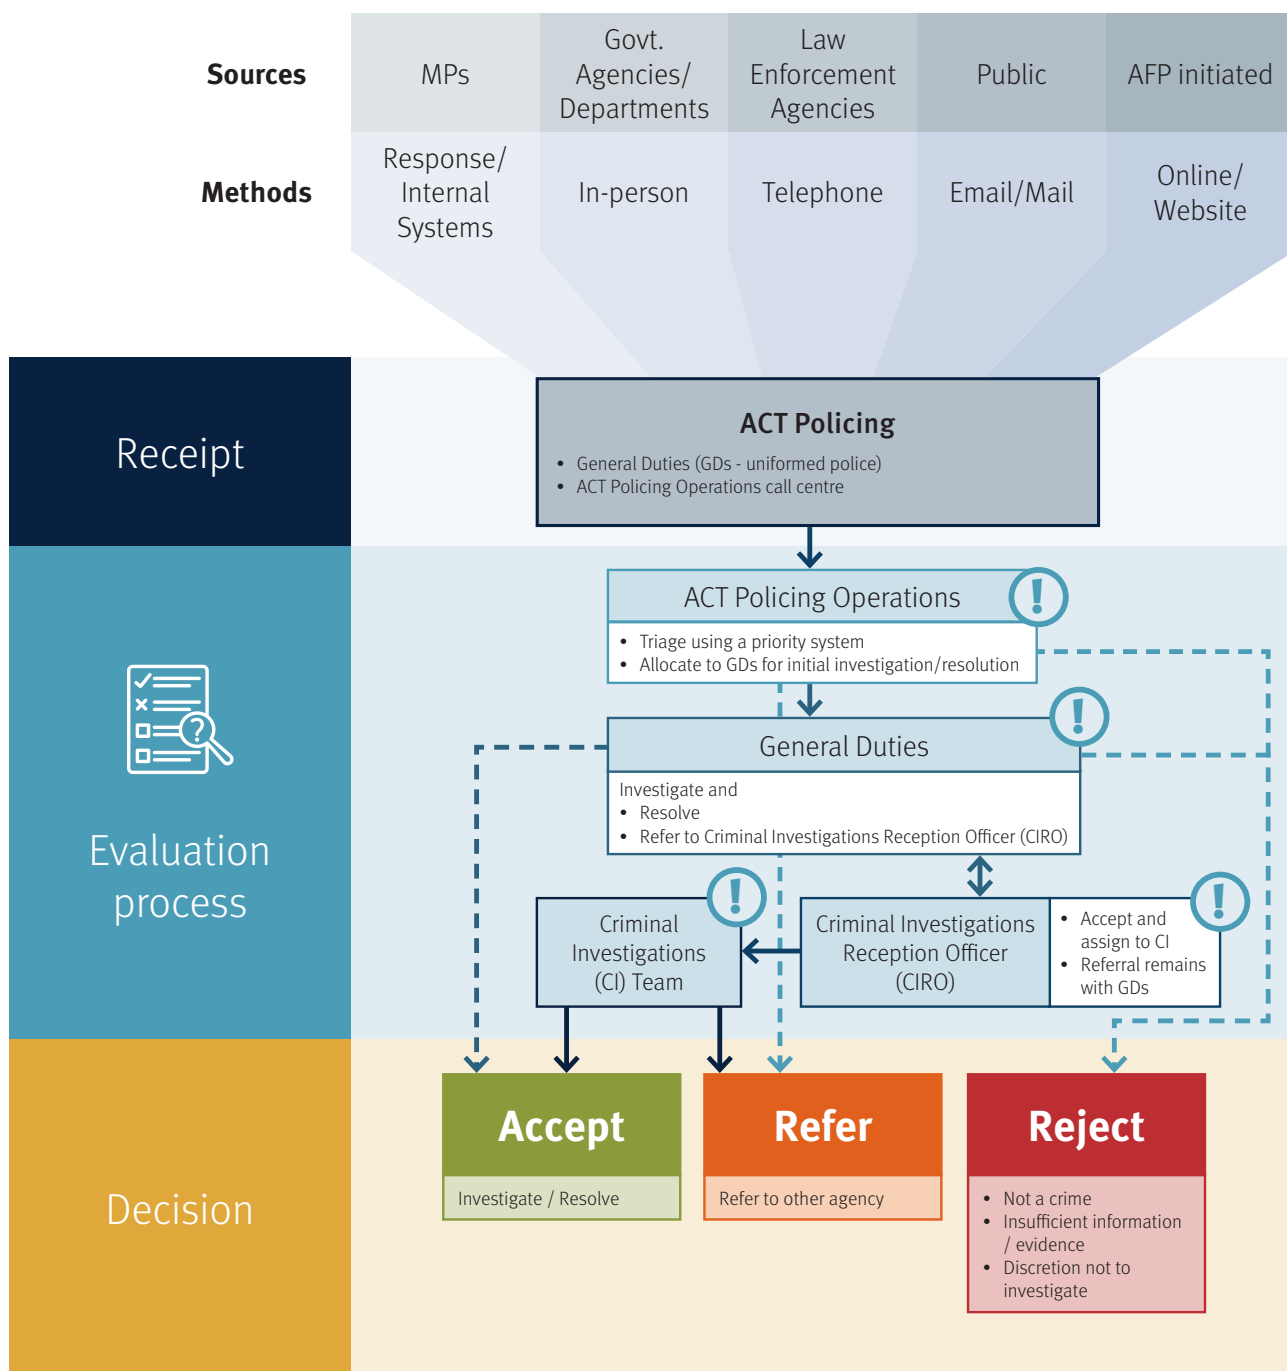 Sources
MPs
Govt.
Agencies/
Departments
Law
Enforcement
Agencies
Public
AFP initiated
Methods
Response/
Internal
Systems
In-person
Telephone
Email/Mail
Online/
Website
Receipt
ACT Policing
• General Duties (GDs - uniformed police)
• ACT Policing Operations call centre
Evaluation
process
ACT Policing Operations
!
• Triage using a priority system
• Allocate to GDs for initial investigation/resolution
General Duties
!
Investigate and
• Resolve
• Refer to Criminal Investigations Reception Officer (CIRO)
?
Criminal
Investigations
(CI) Team
!
Criminal Investigations
Reception Officer
(CIRO)
• Accept and
assign to CI
• Referral remains
with GDs
!
Decision
Accept
Investigate / Resolve
Refer
Refer to other agency
Reject
• Not a crime
• Insufficient information
/ evidence
• Discretion not to
investigate